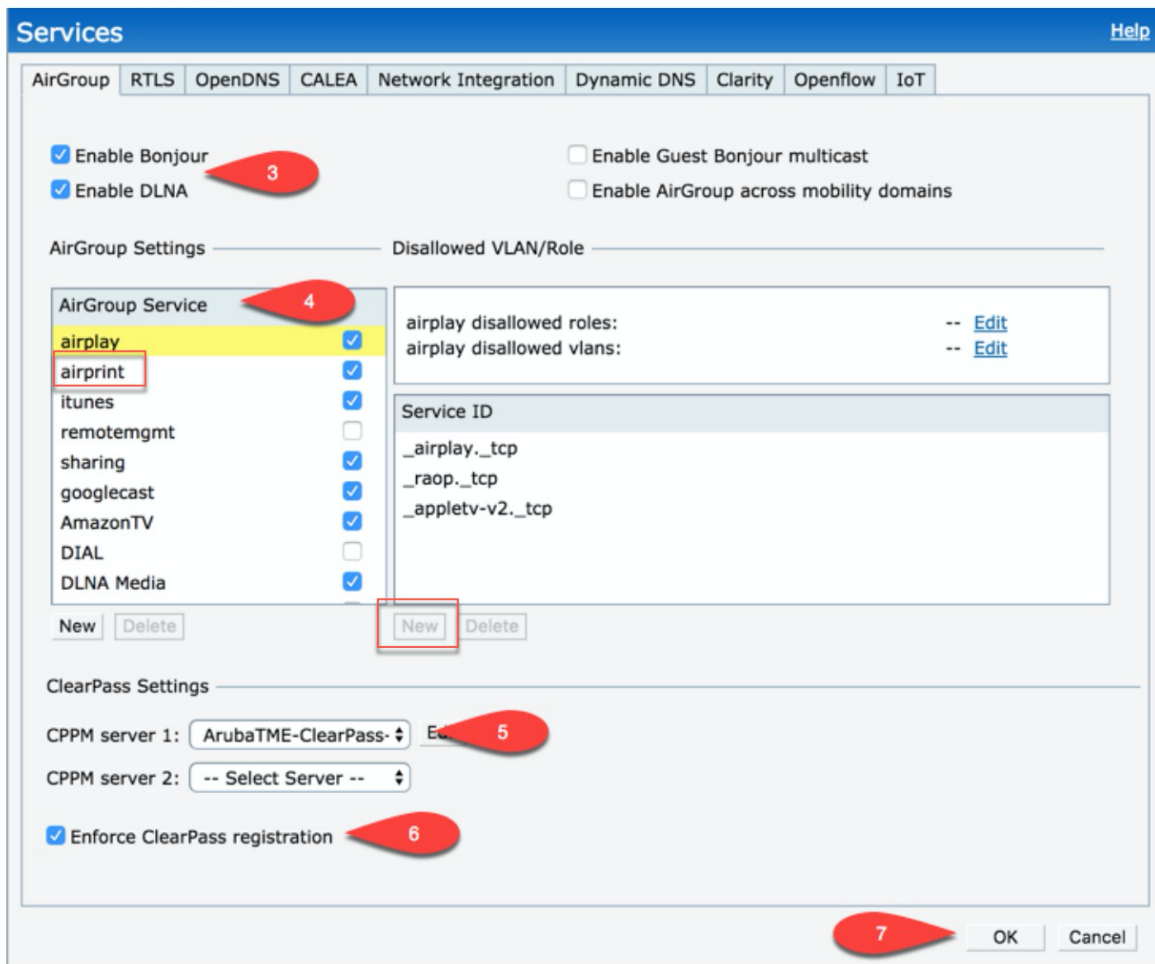 Services Help
AirGroup RTLS OpenDNS CALEA Network Integration Dynamic DNS Clarity Openflow IoT
Enable Bonjour Enable Guest Bonjour multicast
3
Enable DLNA Enable AirGroup across mobility domains
AirGroup Settings Disallowed VLAN/Role
AirGroup Service 4
airplay
airprint
itunes
remotemgmt
sharing
googlecast
AmazonTV
DIAL
DLNA Media
New Delete
airplay disallowed roles: -- Edit
airplay disallowed vlans: -- Edit
Service ID
_airplay._tcp
_raop._tcp
_appletv-v2._tcp
New Delete
ClearPass Settings
CPPM server 1: ArubaTME-ClearPass- 5
CPPM server 2: -- Select Server --
Enforce ClearPass registration 6
7 OK Cancel